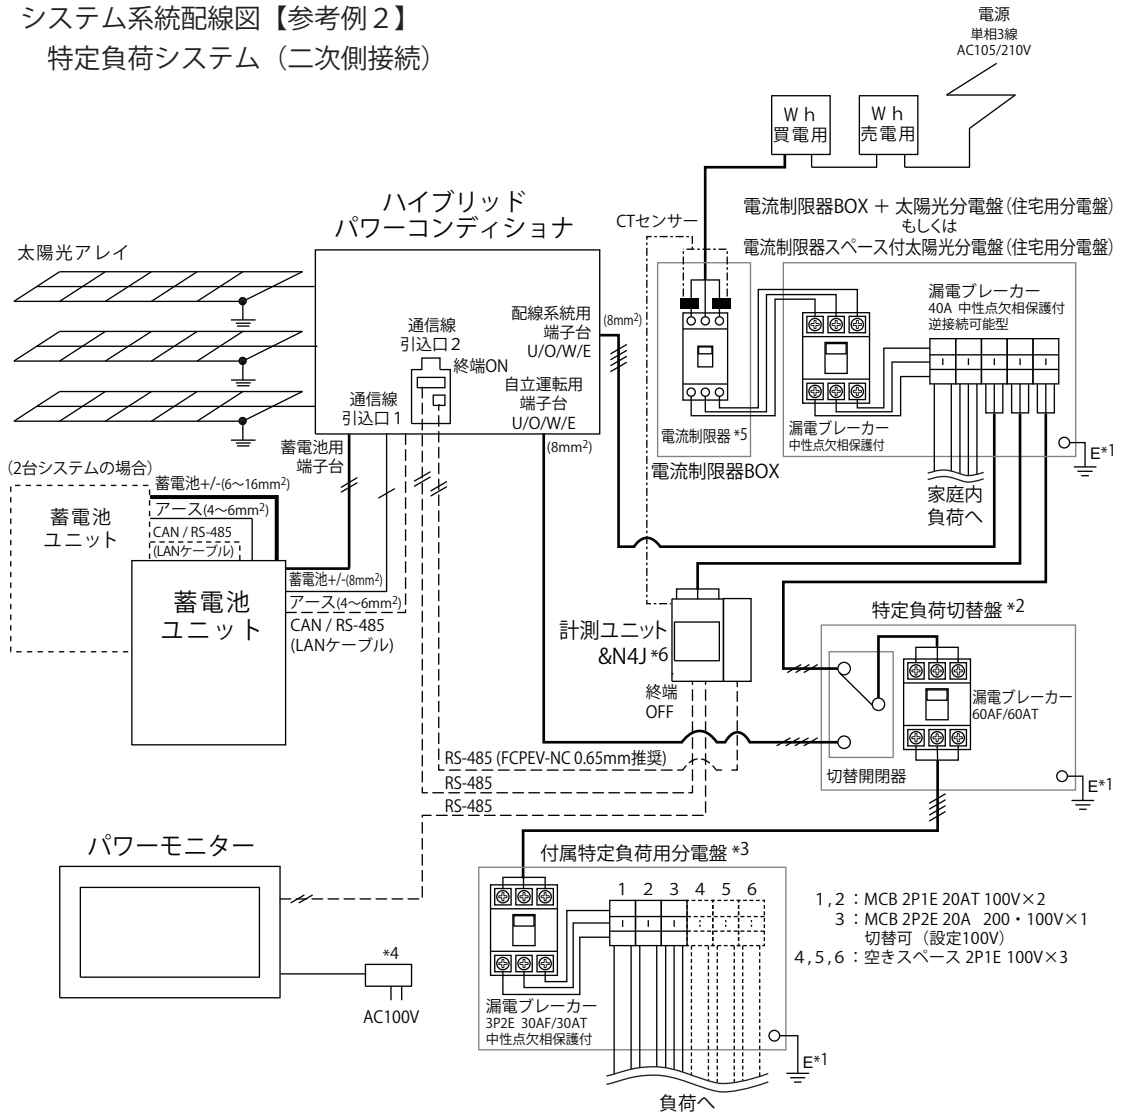 システム系統配線図【参考例２】
特定負荷システム（二次側接続）
電源
単相3線
AC105/210V
Wh
買電用
Wh
売電用
ハイブリッド
パワーコンディショナ
CTセンサー
電流制限器BOX ＋ 太陽光分電盤(住宅用分電盤)
もしくは
電流制限器スペース付太陽光分電盤(住宅用分電盤)
太陽光アレイ
通信線
引込口２
終端ON
配線系統用
端子台
U/O/W/E
(8mm²)
自立運転用
端子台
U/O/W/E
(8mm²)
通信線
引込口１
蓄電池用
端子台
漏電ブレーカー
40A 中性点欠相保護付
逆接続可能型
電流制限器 *5
電流制限器BOX
漏電ブレーカー
中性点欠相保護付
E*1
家庭内
負荷へ
(2台システムの場合)
蓄電池
ユニット
蓄電池+/-(6〜16mm²)
アース(4〜6mm²)
CAN / RS-485
(LANケーブル)
蓄電池
ユニット
蓄電池+/-(8mm²)
アース(4〜6mm²)
CAN / RS-485
(LANケーブル)
計測ユニット
&N4J *6
終端
OFF
特定負荷切替盤 *2
漏電ブレーカー
60AF/60AT
切替開閉器
E*1
RS-485 (FCPEV-NC 0.65mm推奨)
RS-485
RS-485
パワーモニター
*4
AC100V
付属特定負荷用分電盤 *3
1 2 3 4 5 6
漏電ブレーカー
3P2E 30AF/30AT
中性点欠相保護付
E*1
負荷へ
1,2：MCB 2P1E 20AT 100V×2
3：MCB 2P2E 20A 200・100V×1
切替可（設定100V）
4,5,6：空きスペース 2P1E 100V×3